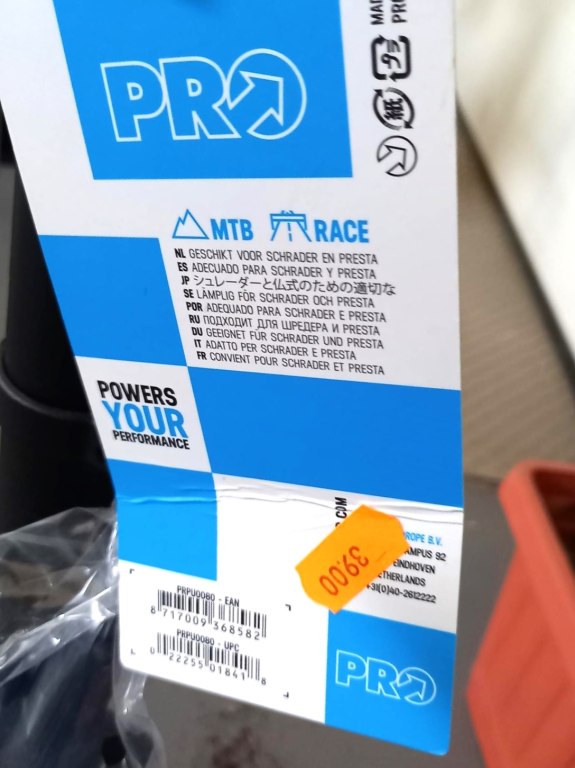 PRO
MTB RACE
NL GESCHIKT VOOR SCHRADER EN PRESTA
ES ADECUADO PARA SCHRADER Y PRESTA
JP シュレーダーと仏式のための適切な
SE LÄMPLIG FÖR SCHRADER OCH PRESTA
POR ADEQUADO PARA SCHRADER E PRESTA
RU ПОДХОДИТ ДЛЯ ШРЕДЕРА И PRESTA
DU GEEIGNET FÜR SCHRADER UND PRESTA
IT ADATTO PER SCHRADER E PRESTA
FR CONVIENT POUR SCHRADER ET PRESTA
POWERS
YOUR
PERFORMANCE
紙
39,00
B.V.
92
EINDHOVEN
+31(0)40-2612222
PRPU0080 - EAN
8 717009 368582
PRPU0080 - UPC
0 22255 01841 8
PRO